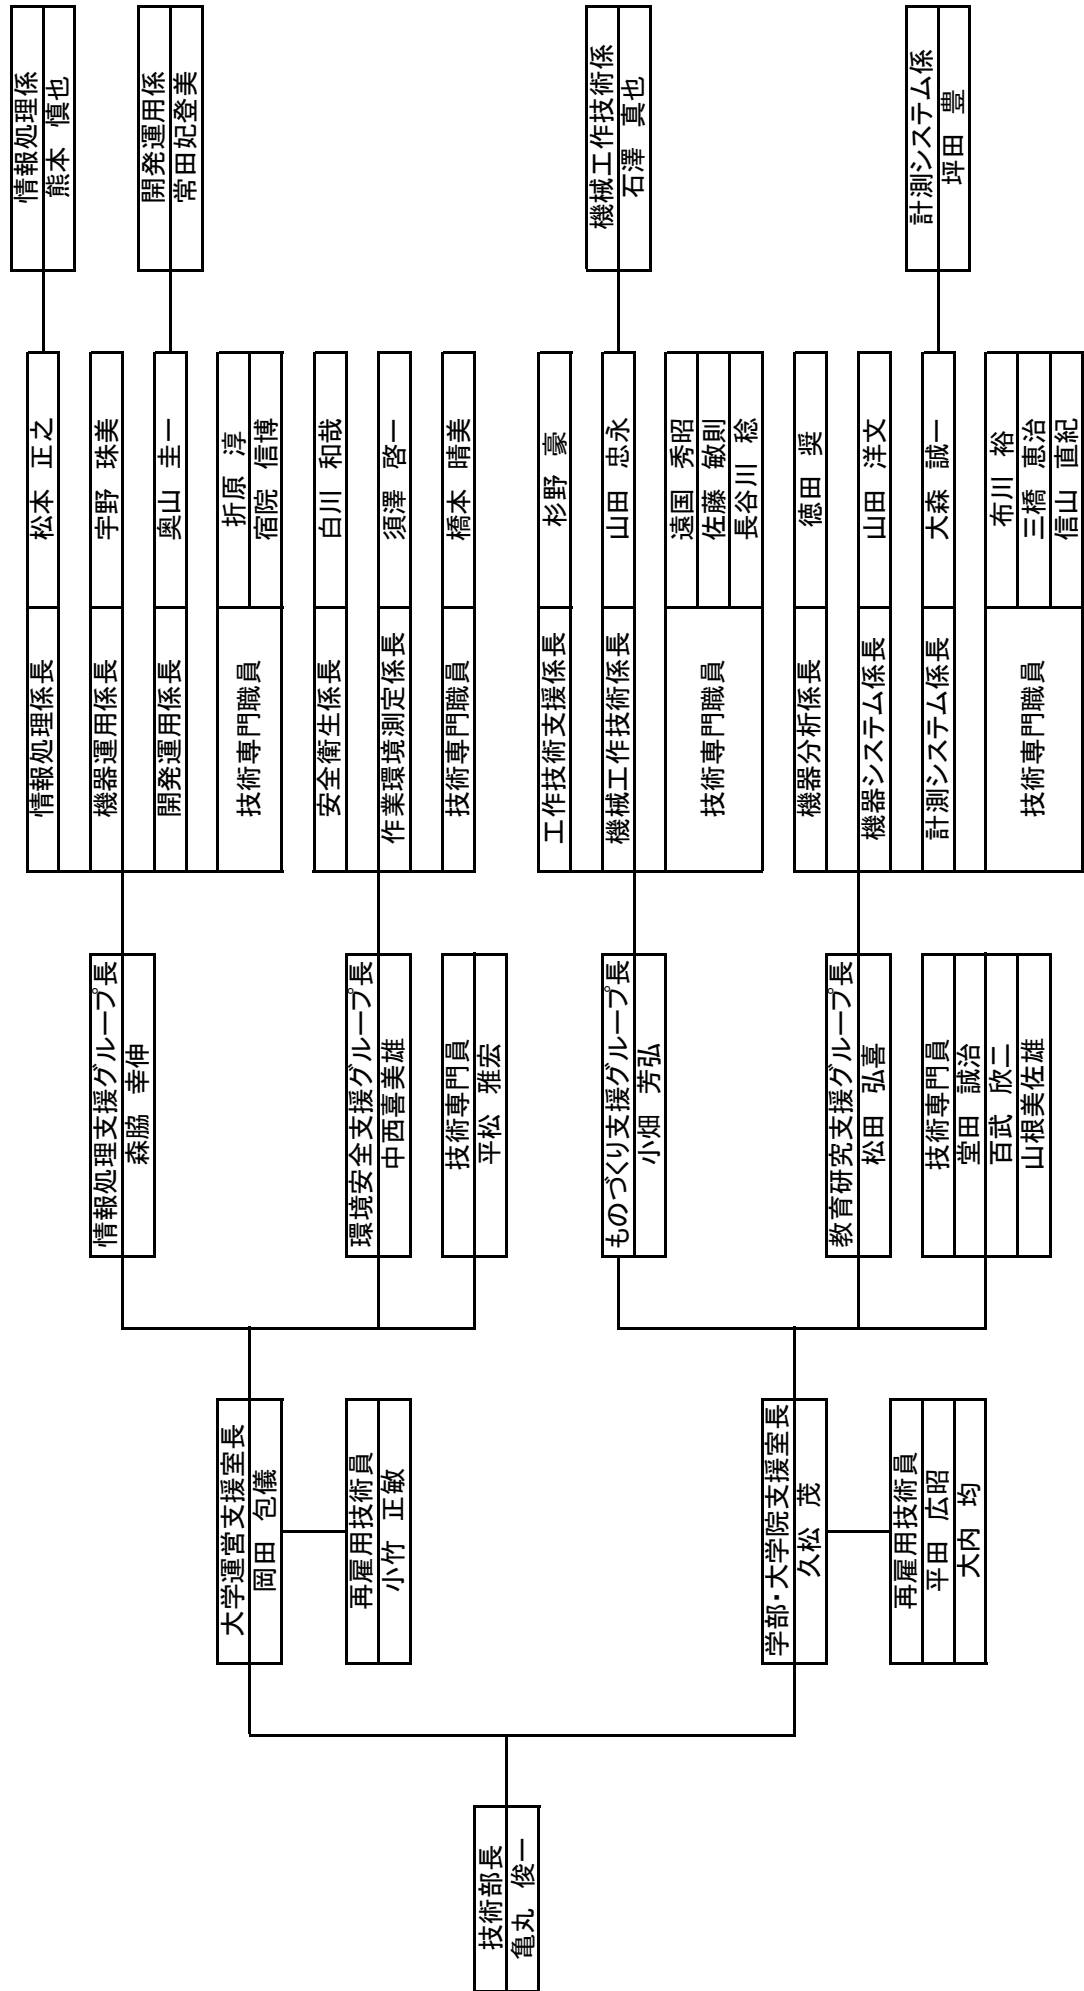 技術部長
亀丸　俊一
大学運営支援室長
岡田　包儀
再雇用技術員
小竹　正敏
情報処理支援グループ長
森脇　幸伸
情報処理係長　松本　正之
情報処理係
熊本　慎也
機器運用係長　宇野　珠美
開発運用係長　奥山　圭一
開発運用係
常田妃登美
技術専門職員
折原　淳
宿院　信博
環境安全支援グループ長
中西喜美雄
安全衛生係長　白川　和哉
作業環境測定係長　須澤　啓一
技術専門職員　橋本　晴美
技術専門員
平松　雅宏
学部・大学院支援室長
久松　茂
再雇用技術員
平田　広昭
大内　均
ものづくり支援グループ長
小畑　芳弘
工作技術支援係長　杉野　豪
機械工作技術係長　山田　忠永
機械工作技術係
石澤　真也
技術専門職員
遠国　秀昭
佐藤　敏則
長谷川　稔
教育研究支援グループ長
松田　弘喜
機器分析係長　徳田　奨
機器システム係長　山田　洋文
計測システム係長　大森　誠一
計測システム係
坪田　豊
技術専門職員
布川　裕
三橋　恵治
信山　直紀
技術専門員
堂田　誠治
百武　欣二
山根美佐雄